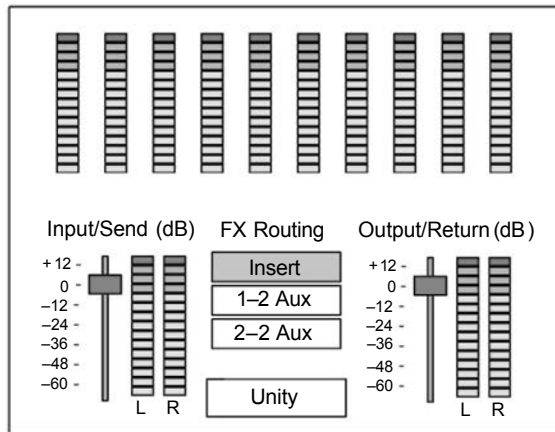 Input/Send (dB)
FX Routing
Output/Return (dB)
+12
0
–12
–24
–36
–48
–60
L
R
Insert
1–2 Aux
2–2 Aux
Unity
+12
0
–12
–24
–36
–48
–60
L
R